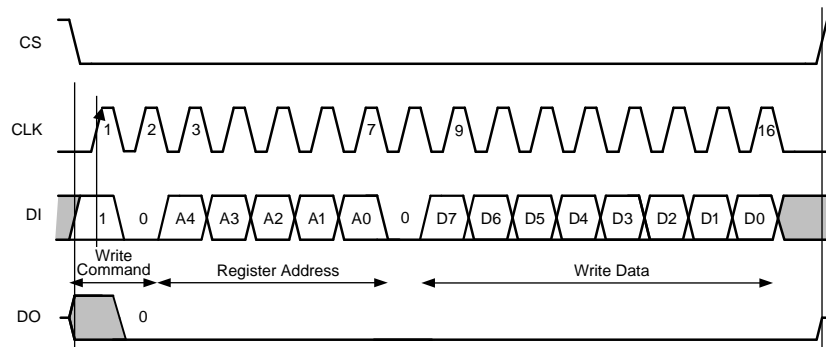 CS
CLK 1 2 3 7 9 16
DI 1 0 A4 A3 A2 A1 A0 0 D7 D6 D5 D4 D3 D2 D1 D0
Write
Command Register Address Write Data
DO 0